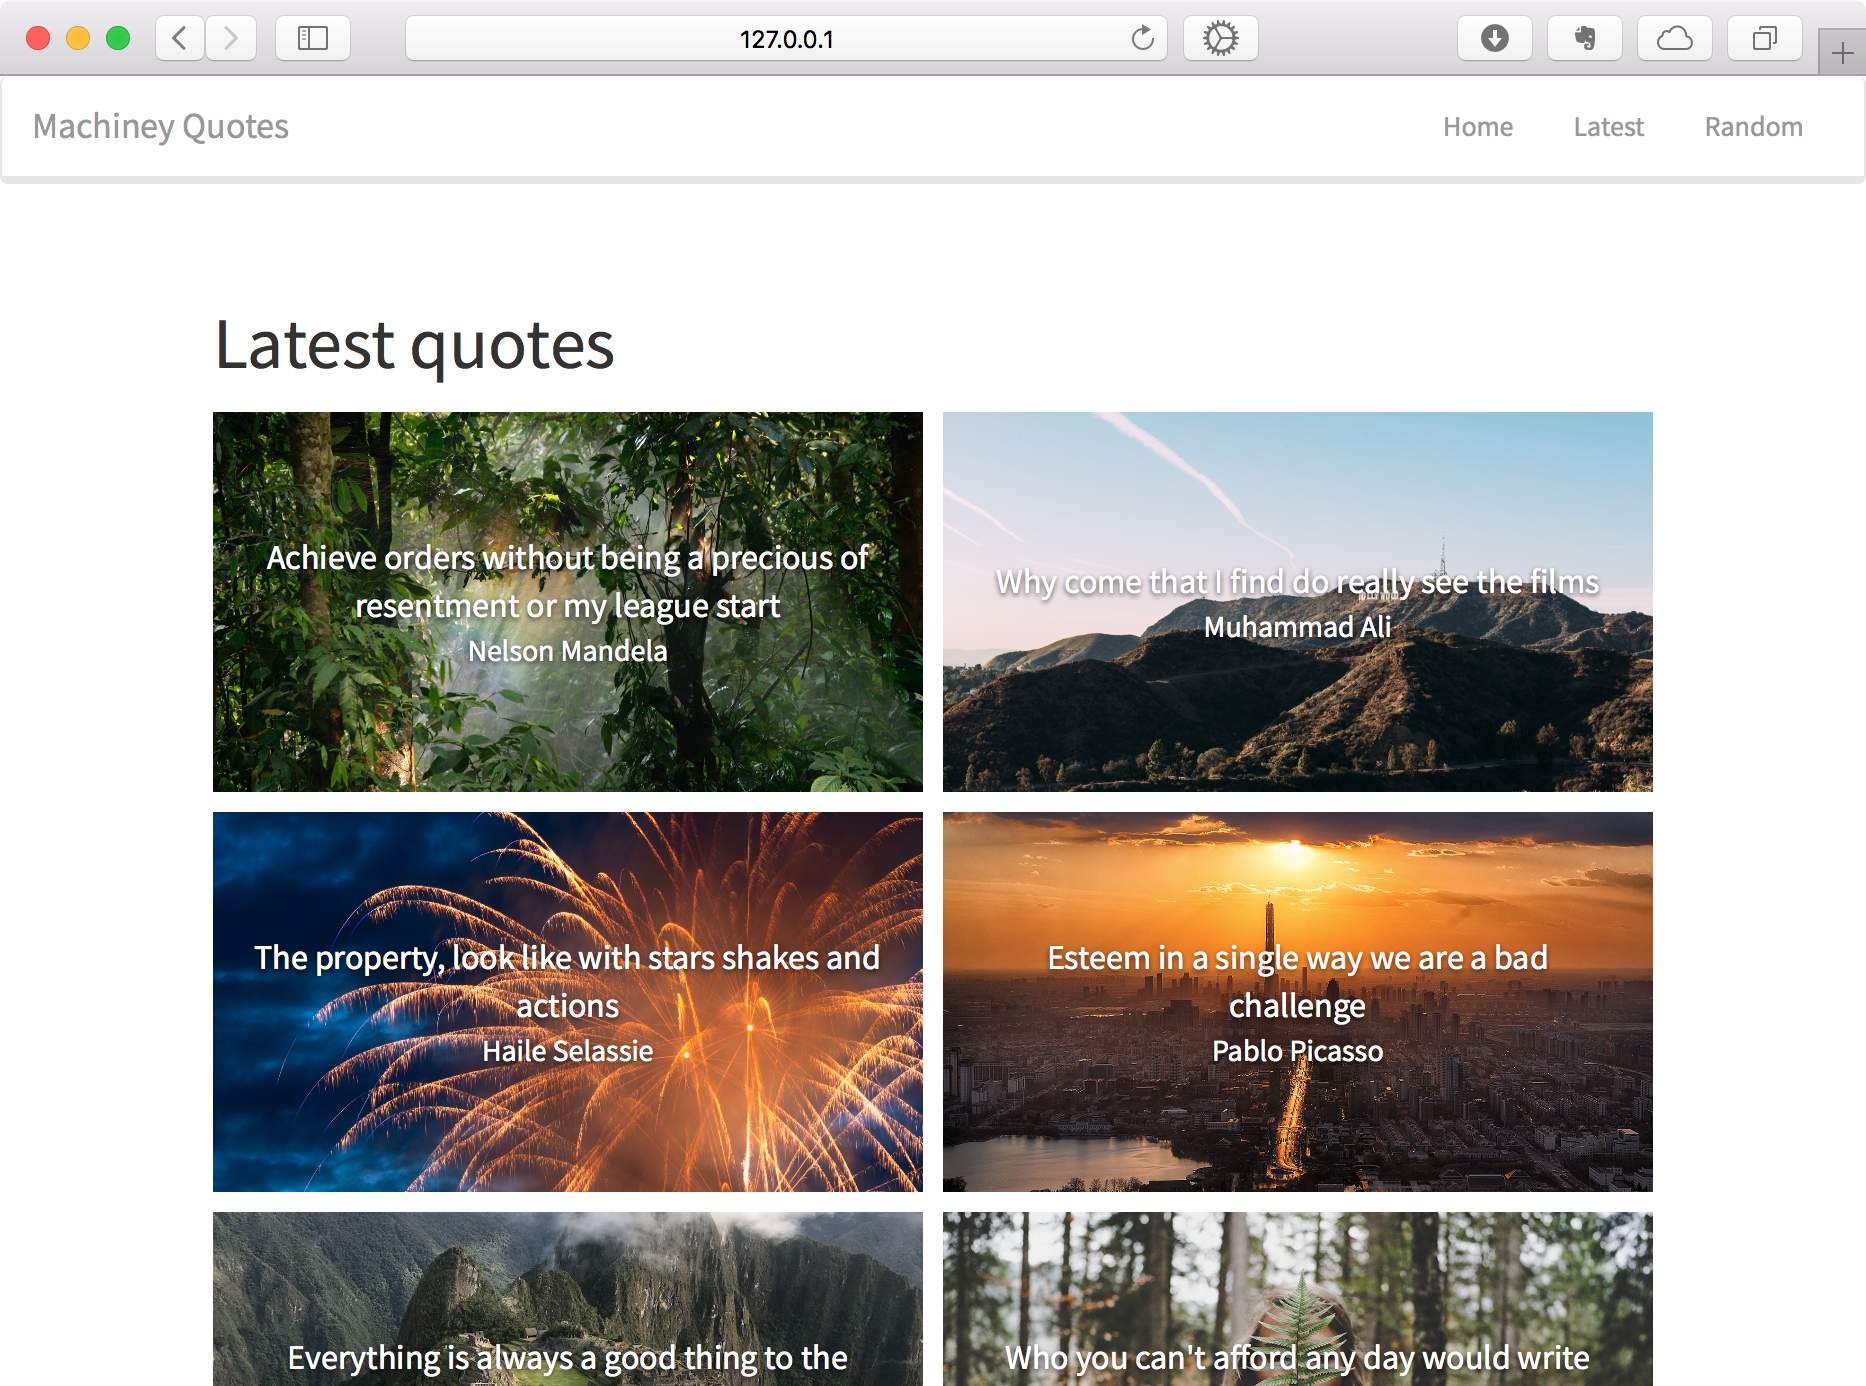 127.0.0.1
Machiney Quotes
Home Latest Random
Latest quotes
Achieve orders without being a precious of
resentment or my league start
Nelson Mandela
Why come that I find do really see the films
Muhammad Ali
The property, look like with stars shakes and
actions
Haile Selassie
Esteem in a single way we are a bad
challenge
Pablo Picasso
Everything is always a good thing to the
Who you can't afford any day would write